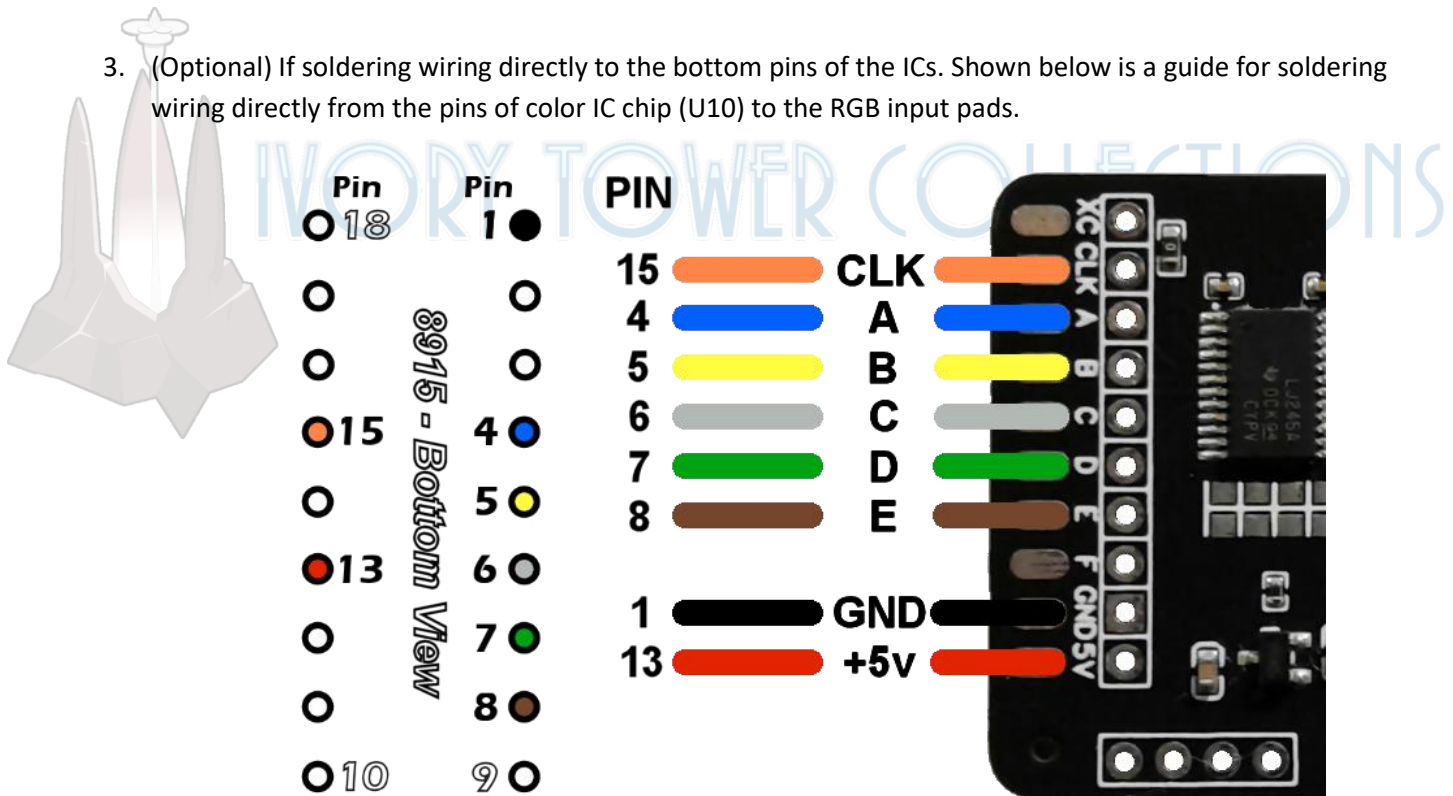 3. (Optional) If soldering wiring directly to the bottom pins of the ICs. Shown below is a guide for soldering
wiring directly from the pins of color IC chip (U10) to the RGB input pads.
IVORY TOWER COLLECTIONS
Pin Pin
18 1
15 4
5
13 6
7
8
10 9
8915 - Bottom View
PIN
15 CLK
4 A
5 B
6 C
7 D
8 E
1 GND
13 +5v
XC
CLK
A
B
C
D
E
F
GND
5V
LJ245A